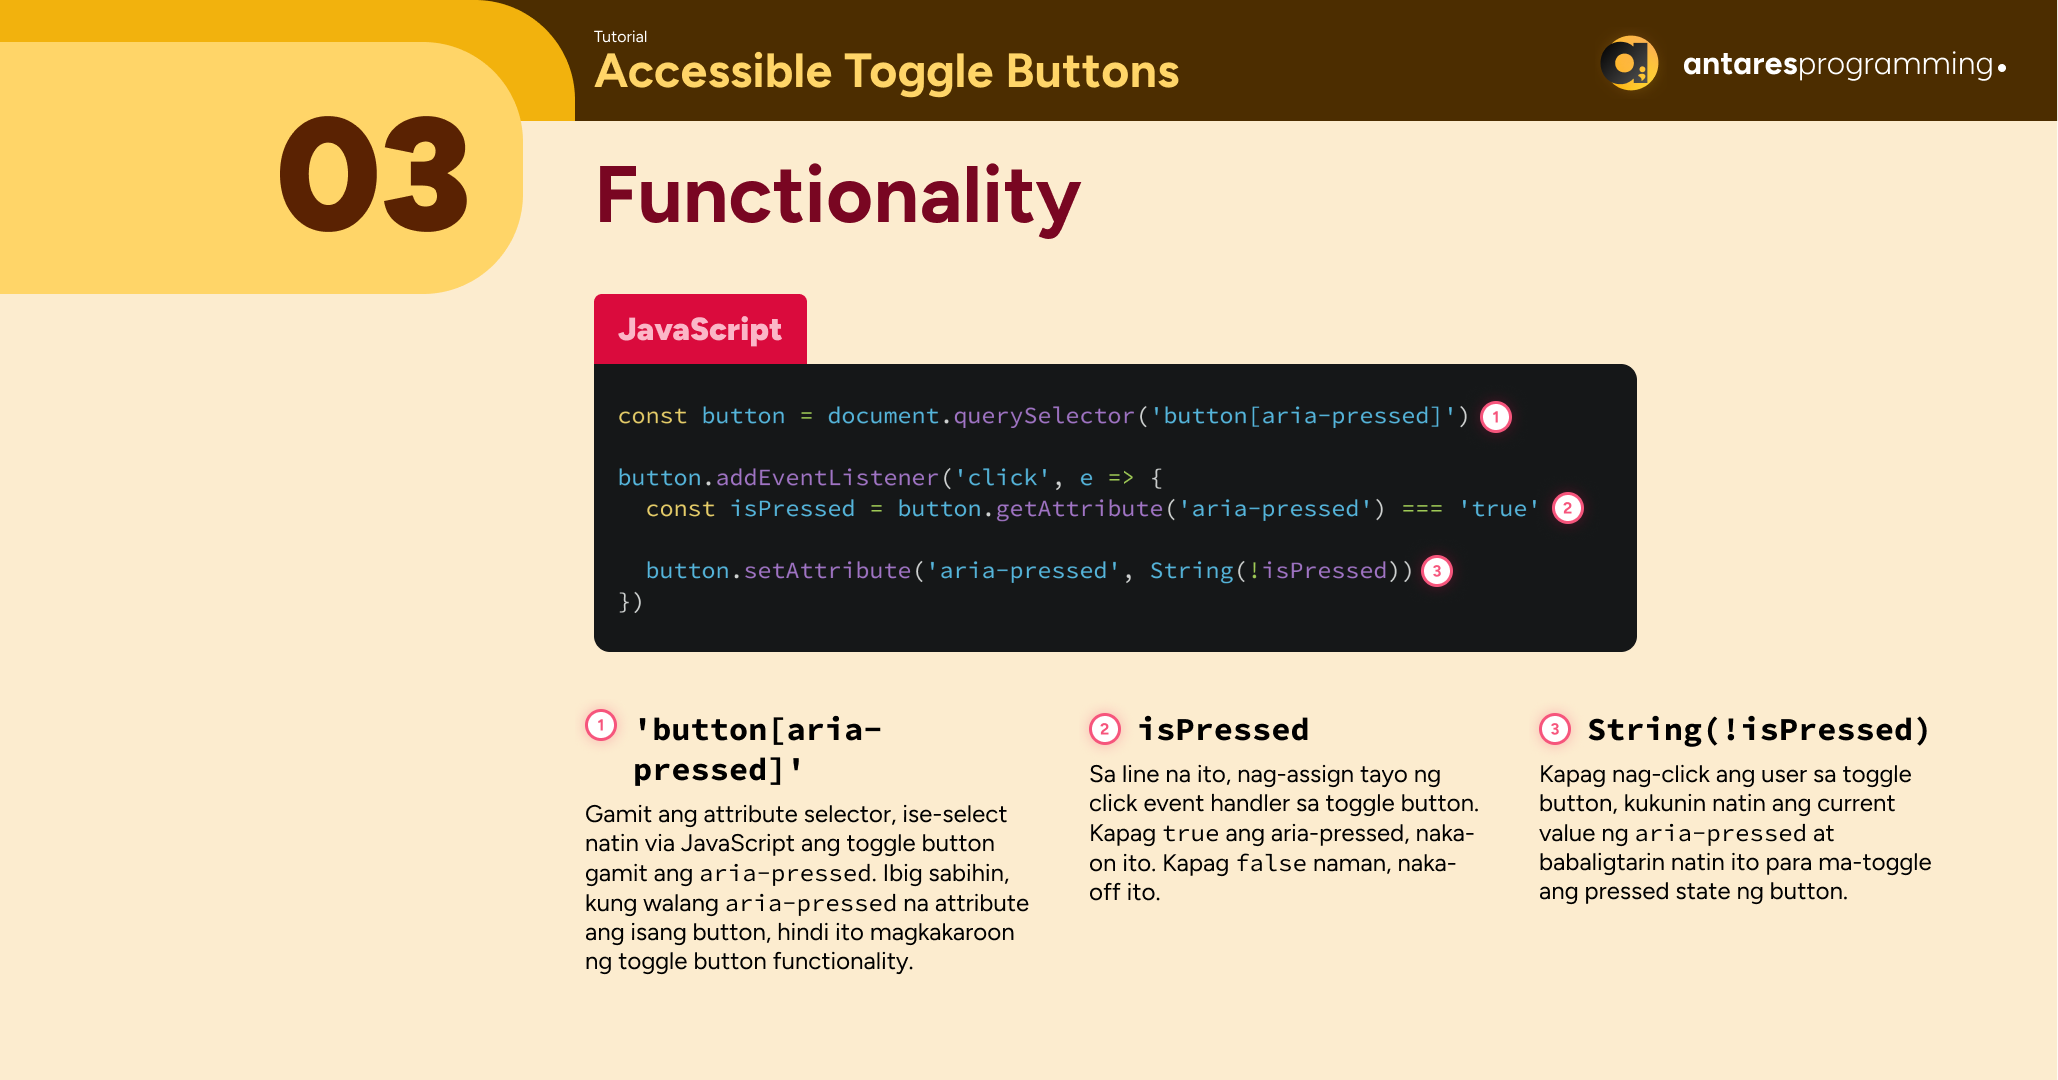 Tutorial
Accessible Toggle Buttons
a;
antaresprogramming.
03
Functionality
JavaScript
const button = document.querySelector('button[aria-pressed]') 1
button.addEventListener('click', e => {
const isPressed = button.getAttribute('aria-pressed') === 'true' 2
button.setAttribute('aria-pressed', String(!isPressed)) 3
})
1 'button[aria-
pressed]'
Gamit ang attribute selector, ise-select
natin via JavaScript ang toggle button
gamit ang aria-pressed. Ibig sabihin,
kung walang aria-pressed na attribute
ang isang button, hindi ito magkakaroon
ng toggle button functionality.
2 isPressed
Sa line na ito, nag-assign tayo ng
click event handler sa toggle button.
Kapag true ang aria-pressed, naka-
on ito. Kapag false naman, naka-
off ito.
3 String(!isPressed)
Kapag nag-click ang user sa toggle
button, kukunin natin ang current
value ng aria-pressed at
babaligtarin natin ito para ma-toggle
ang pressed state ng button.